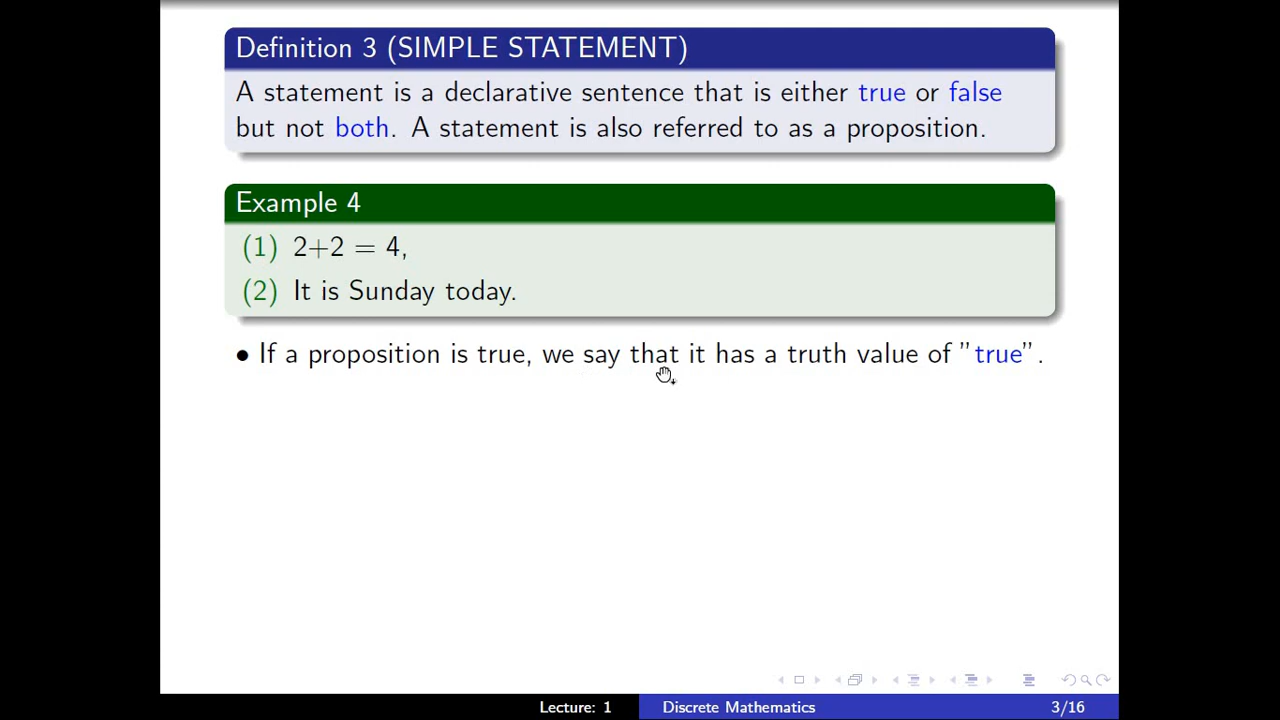 Definition 3 (SIMPLE STATEMENT)
A statement is a declarative sentence that is either true or false
but not both. A statement is also referred to as a proposition.
Example 4
(1) 2+2 = 4,
(2) It is Sunday today.
• If a proposition is true, we say that it has a truth value of ”true”.
Lecture: 1 Discrete Mathematics 3/16